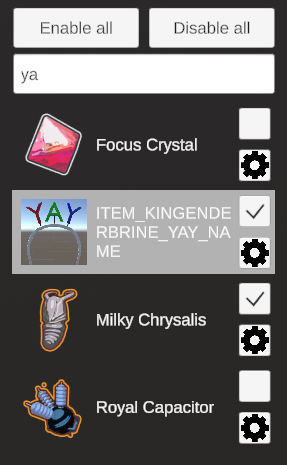 Enable all
Disable all
ya
Focus Crystal
YAY
ITEM_KINGENDE
RBRINE_YAY_NA
ME
Milky Chrysalis
Royal Capacitor